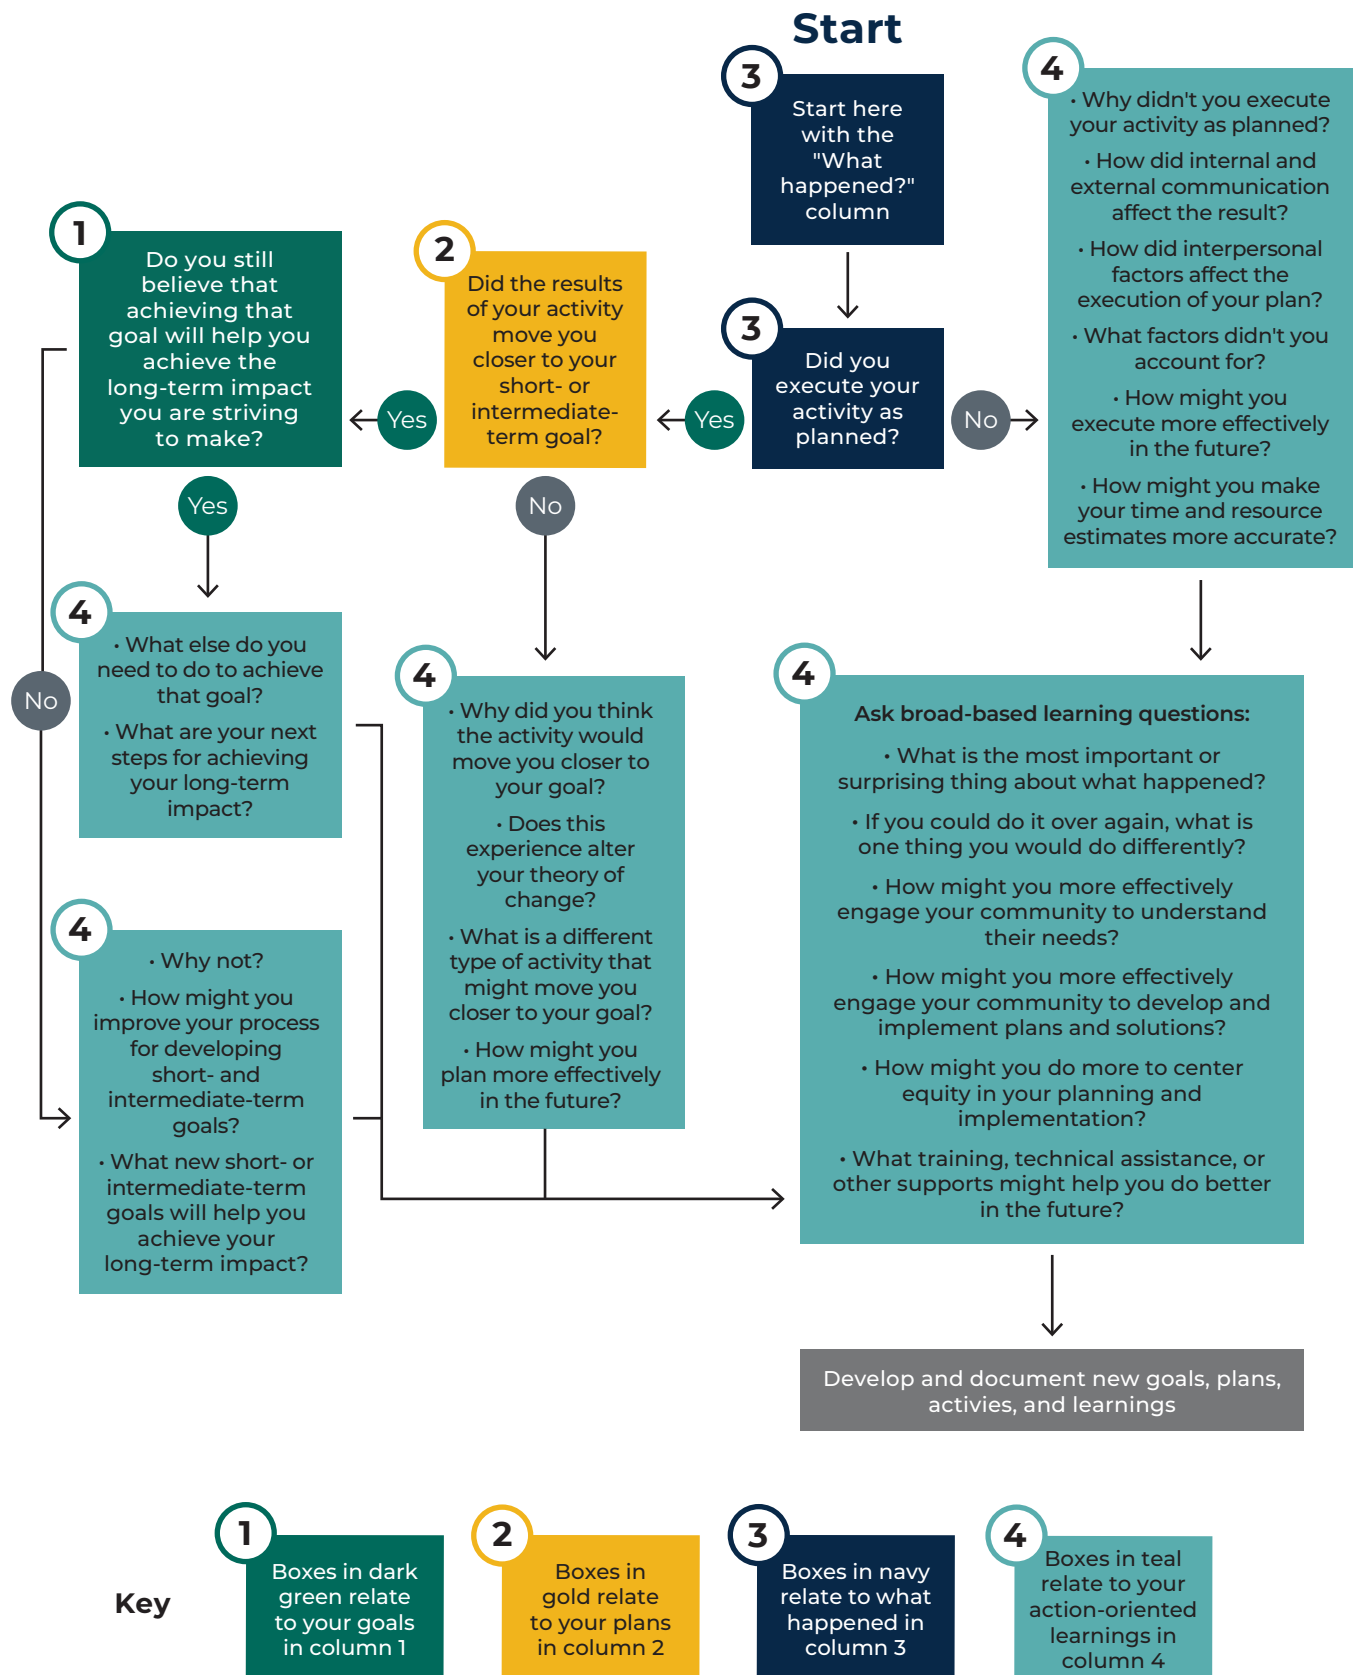 Start
3
Start here
with the
"What
happened?"
column
3
Did you
execute your
activity as
planned?
Yes
No
4
• Why didn't you execute
your activity as planned?
• How did internal and
external communication
affect the result?
• How did interpersonal
factors affect the
execution of your plan?
• What factors didn't you
account for?
• How might you
execute more effectively
in the future?
• How might you make
your time and resource
estimates more accurate?
2
Did the results
of your activity
move you
closer to your
short- or
intermediate-
term goal?
Yes
No
1
Do you still
believe that
achieving that
goal will help you
achieve the
long-term impact
you are striving
to make?
Yes
No
4
• What else do you
need to do to achieve
that goal?
• What are your next
steps for achieving
your long-term
impact?
4
• Why not?
• How might you
improve your process
for developing
short- and
intermediate-term
goals?
• What new short- or
intermediate-term
goals will help you
achieve your
long-term impact?
4
• Why did you think
the activity would
move you closer to
your goal?
• Does this
experience alter
your theory of
change?
• What is a different
type of activity that
might move you
closer to your goal?
• How might you
plan more effectively
in the future?
4
Ask broad-based learning questions:
• What is the most important or
surprising thing about what happened?
• If you could do it over again, what is
one thing you would do differently?
• How might you more effectively
engage your community to understand
their needs?
• How might you more effectively
engage your community to develop and
implement plans and solutions?
• How might you do more to center
equity in your planning and
implementation?
• What training, technical assistance, or
other supports might help you do better
in the future?
Develop and document new goals, plans,
activies, and learnings
Key
1
Boxes in dark
green relate
to your goals
in column 1
2
Boxes in
gold relate
to your plans
in column 2
3
Boxes in navy
relate to what
happened in
column 3
4
Boxes in teal
relate to your
action-oriented
learnings in
column 4